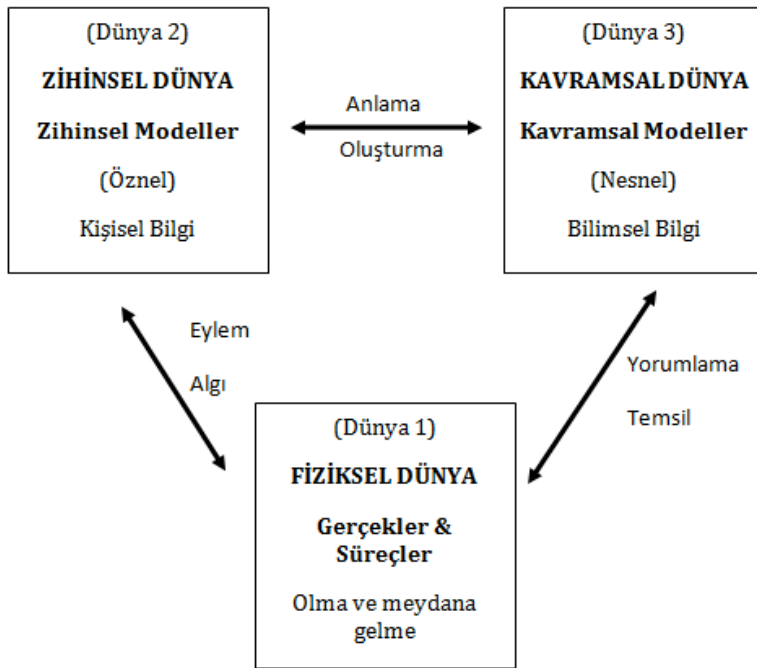 (Dünya 2)
ZİHİNSEL DÜNYA
Zihinsel Modeller
(Öznel)
Kişisel Bilgi
Anlama
Oluşturma
(Dünya 3)
KAVRAMSAL DÜNYA
Kavramsal Modeller
(Nesnel)
Bilimsel Bilgi
Eylem
Algı
Yorumlama
Temsil
(Dünya 1)
FİZİKSEL DÜNYA
Gerçekler &
Süreçler
Olma ve meydana
gelme